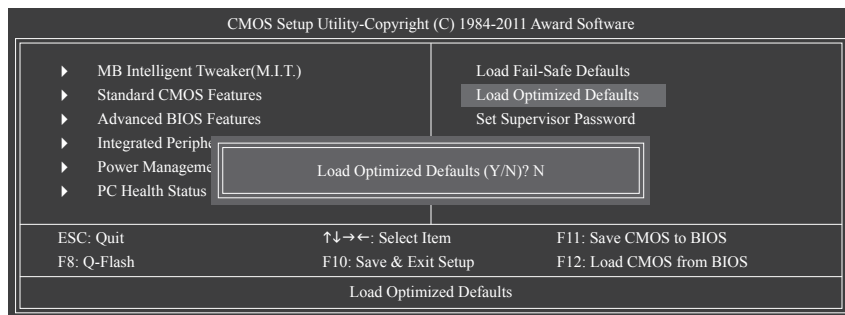 CMOS Setup Utility-Copyright (C) 1984-2011 Award Software
MB Intelligent Tweaker(M.I.T.)
Standard CMOS Features
Advanced BIOS Features
Integrated Periphe
Power Manageme
PC Health Status
Load Fail-Safe Defaults
Load Optimized Defaults
Set Supervisor Password
Load Optimized Defaults (Y/N)? N
ESC: Quit ↑↓→←: Select Item F11: Save CMOS to BIOS
F8: Q-Flash F10: Save & Exit Setup F12: Load CMOS from BIOS
Load Optimized Defaults